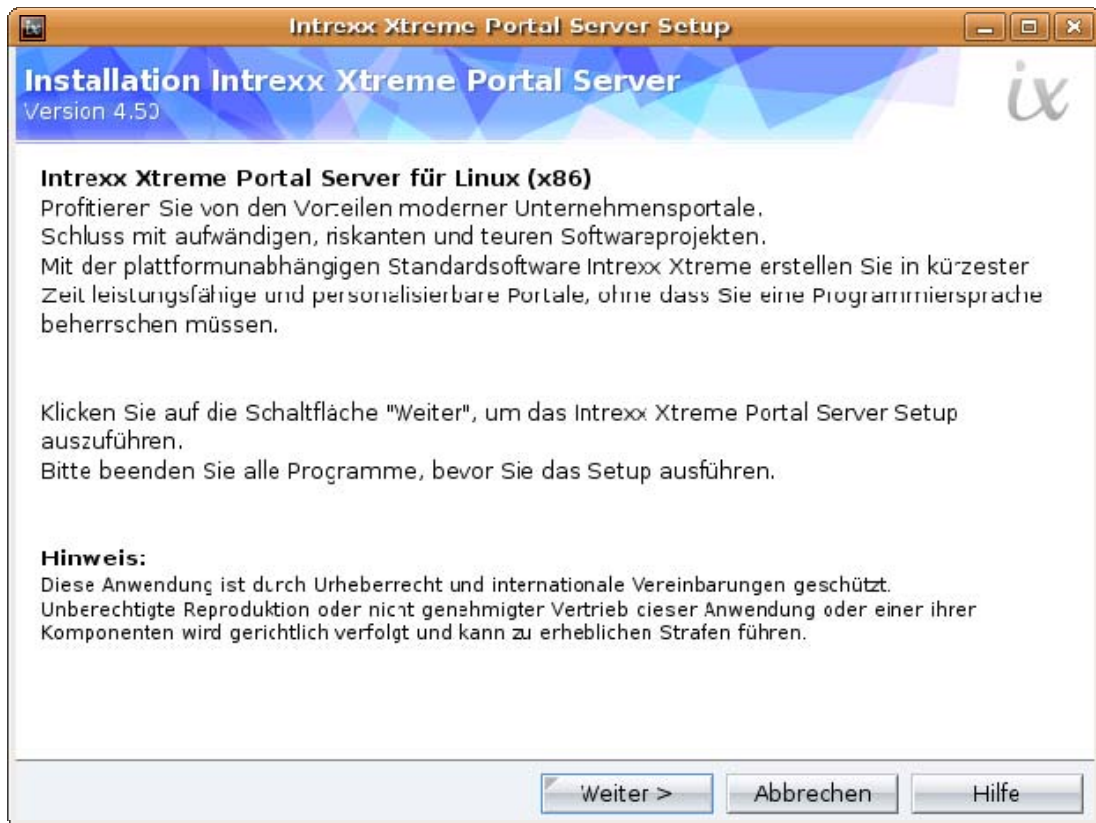 Intrexx Xtreme Portal Server Setup
Installation Intrexx Xtreme Portal Server
ix
Version 4.50
Intrexx Xtreme Portal Server für Linux (x86)
Profitieren Sie von den Vorteilen moderner Unternehmensportale.
Schluss mit aufwändigen, riskanten und teuren Softwareprojekten.
Mit der plattformunabhängigen Standardsoftware Intrexx Xtreme erstellen Sie in kürzester
Zeit leistungsfähige und personalisierbare Portale, ohne dass Sie eine Programmiersprache
beherrschen müssen.
Klicken Sie auf die Schaltfläche "Weiter", um das Intrexx Xtreme Portal Server Setup
auszuführen.
Bitte beenden Sie alle Programme, bevor Sie das Setup ausführen.
Hinweis:
Diese Anwendung ist durch Urheberrecht und internationale Vereinbarungen geschützt.
Unberechtigte Reproduktion oder nicht genehmigter Vertrieb dieser Anwendung oder einer ihrer
Komponenten wird gerichtlich verfolgt und kann zu erheblichen Strafen führen.
Weiter >
Abbrechen
Hilfe